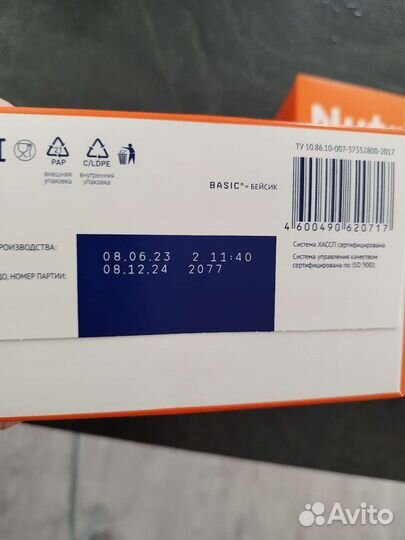 Nut
ТУ 10.86.10-007-37552800-2017
21
PAP
C/LDPE
внешняя
упаковка
внутренняя
упаковка
BASIC®= БЕЙСИК
4 600490 620717
РОИЗВОДСТВА:
08.06.23 2 11:40
ДО, НОМЕР ПАРТИИ:
08.12.24 2077
Система ХАССП сертифицирована
Система управления качеством
сертифицирована по ISO 9001
Avito